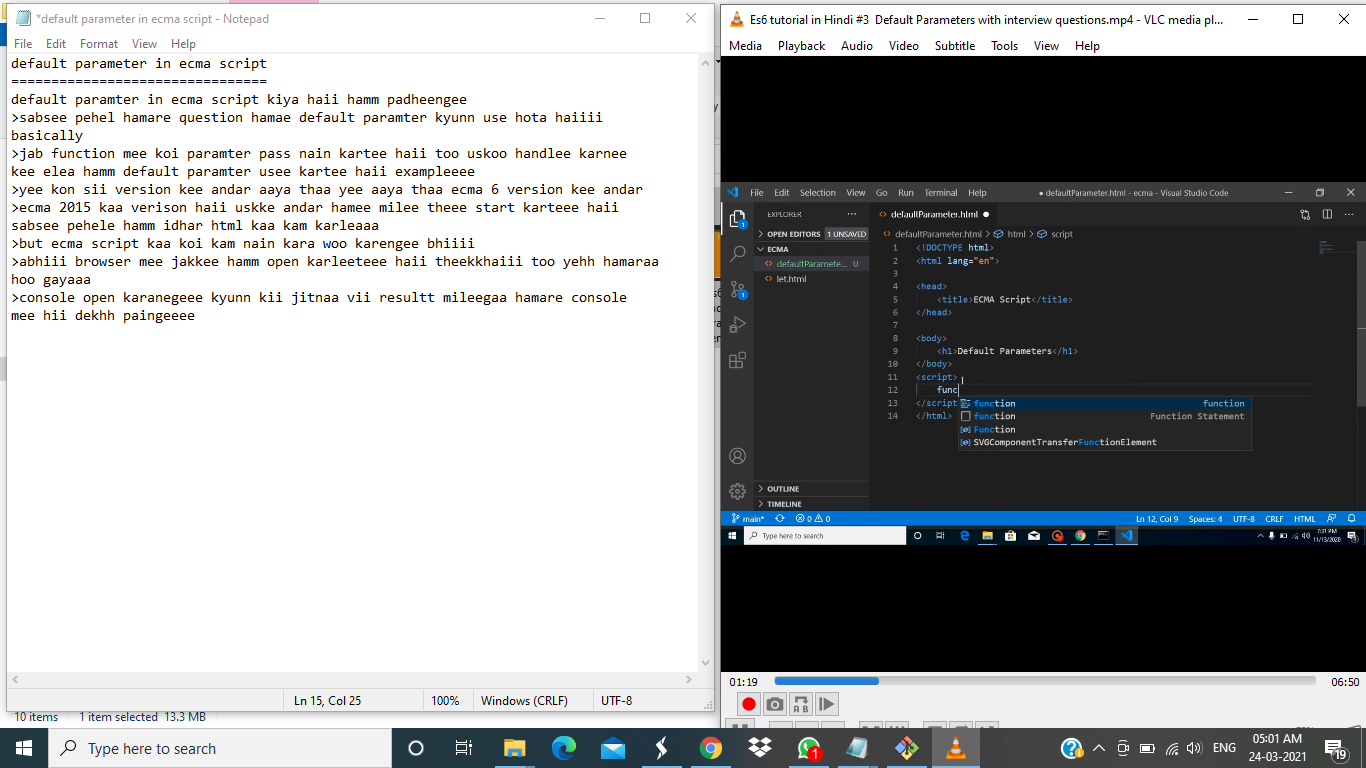 *default parameter in ecma script - Notepad
File Edit Format View Help
default parameter in ecma script
================================
default paramter in ecma script kiya haii hamm padheengee
>sabsee pehel hamare question hamae default paramter kyunn use hota haiiii
basically
>jab function mee koi paramter pass nain kartee haii too uskoo handlee karnee
kee elea hamm default paramter usee kartee haii exampleeee
>yee kon sii version kee andar aaya thaa yee aaya thaa ecma 6 version kee andar
>ecma 2015 kaa verison haii uskke andar hamee milee theee start karteee haii
sabsee pehele hamm idhar html kaa kam karleaaa
>but ecma script kaa koi kam nain kara woo karengee bhiiii
>abhiii browser mee jakkee hamm open karleeteee haii theekkhaiii too yehh hamaraa
hoo gayaaa
>console open karanegeee kyunn kii jitnaa vii resultt mileegaa hamare console
mee hii dekhh paingeeee
Ln 15, Col 25 100% Windows (CRLF) UTF-8
10 items 1 item selected 13.3 MB
Es6 tutorial in Hindi #3 Default Parameters with interview questions.mp4 - VLC media pl...
Media Playback Audio Video Subtitle Tools View Help
File Edit Selection View Go Run Terminal Help
● defaultParameter.html - ecma - Visual Studio Code
EXPLORER ...
defaultParameter.html ●
OPEN EDITORS 1 UNSAVED
defaultParameter.html > html > script
ECMA
defaultParamete... U
let.html
1 <!DOCTYPE html>
2 <html lang="en">
3
4 <head>
5 <title>ECMA Script</title>
6 </head>
7
8 <body>
9 <h1>Default Parameters</h1>
10 </body>
11 <script>
12 func
13 </script
14 </html>
function function
function Function Statement
Function
SVGComponentTransferFunctionElement
OUTLINE
TIMELINE
main* 0 0 Ln 12, Col 9 Spaces: 4 UTF-8 CRLF HTML
Type here to search
7:31 PM
11/13/2020
01:19 06:50
Type here to search
1
ENG
05:01 AM
24-03-2021
19